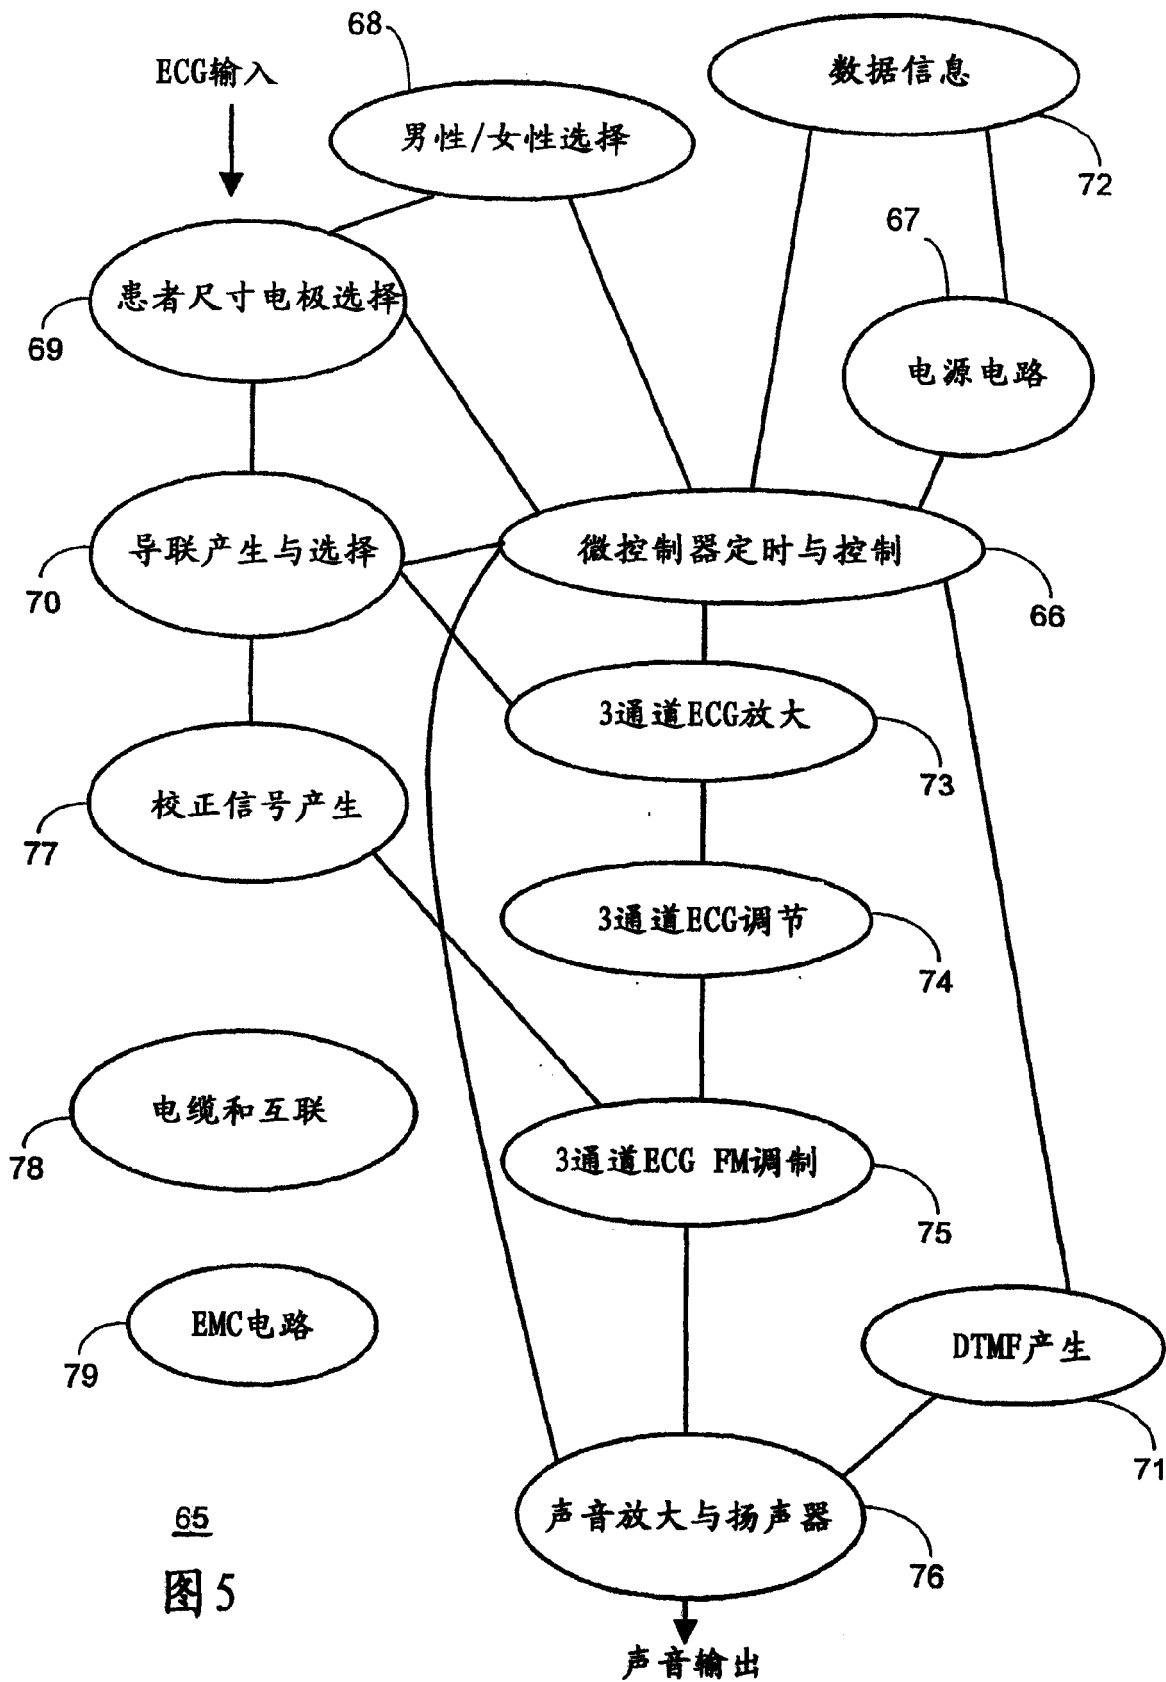 68
ECG输入
数据信息
男性/女性选择
72
67
患者尺寸电极选择
69
电源电路
导联产生与选择
微控制器定时与控制
70
66
3通道ECG放大
73
校正信号产生
77
3通道ECG调节
74
电缆和互联
78
3通道ECG FM调制
75
EMC电路
79
DTMF产生
71
声音放大与扬声器
76
65
图5
声音输出